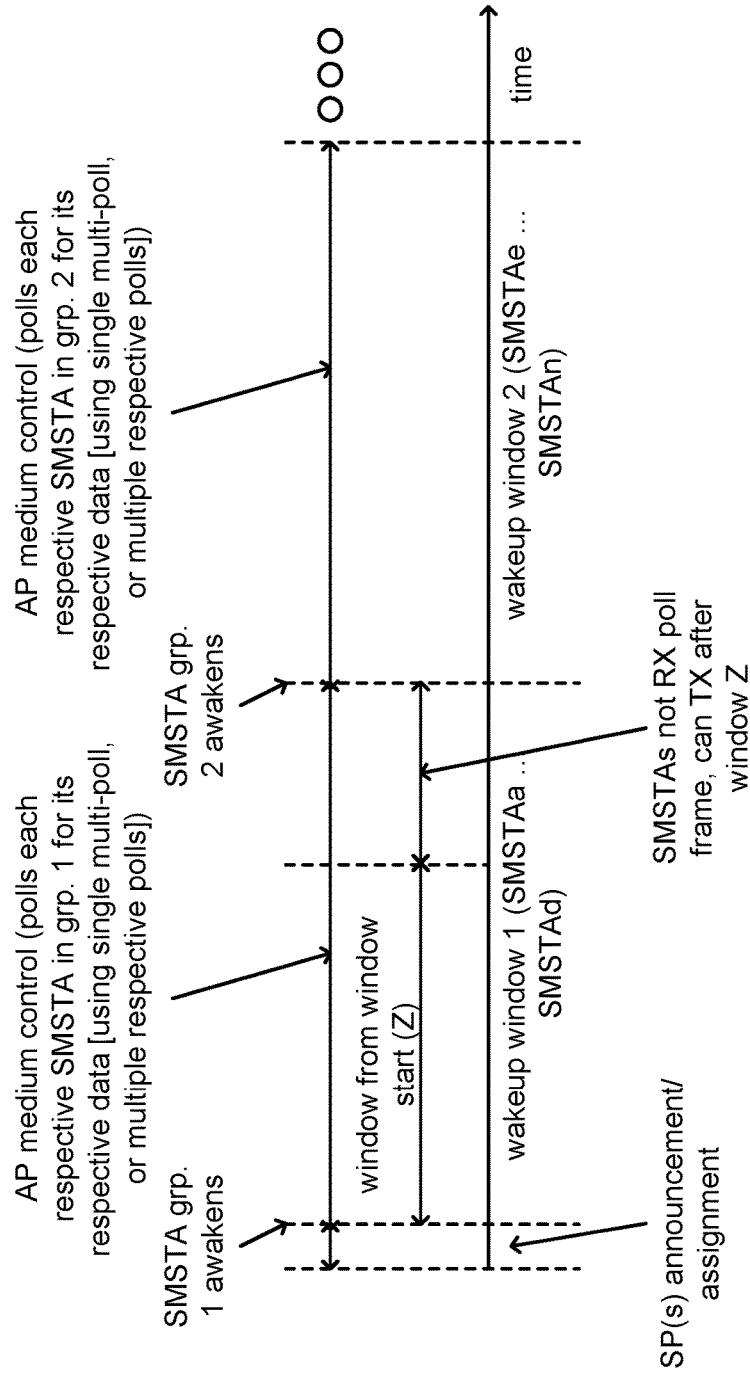 AP medium control (polls each
respective SMSTA in grp. 1 for its
respective data [using single multi-poll,
or multiple respective polls])
AP medium control (polls each
respective SMSTA in grp. 2 for its
respective data [using single multi-poll,
or multiple respective polls])
SMSTA grp.
1 awakens
SMSTA grp.
2 awakens
window from window
start (Z)
wakeup window 1 (SMSTAa ...
SMSTAd)
wakeup window 2 (SMSTAe ...
SMSTAn)
time
SP(s) announcement/
assignment
SMSTAs not RX poll
frame, can TX after
window Z